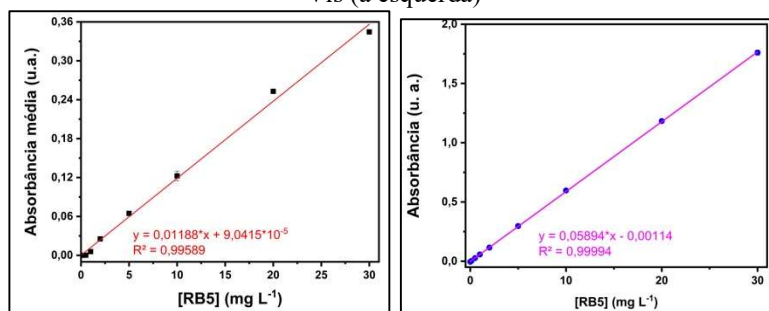 Vis (à esquerda)
Absorbância média (u.a.)
0,36
0,30
0,24
0,18
0,12
0,06
0,00
y = 0,01188*x + 9,0415*10⁻⁵
R² = 0,99589
0 5 10 15 20 25 30
[RB5] (mg L⁻¹)
Absorbância (u. a.)
2,0
1,5
1,0
0,5
0,0
y = 0,05894*x - 0,00114
R² = 0,99994
0 5 10 15 20 25 30
[RB5] (mg L⁻¹)